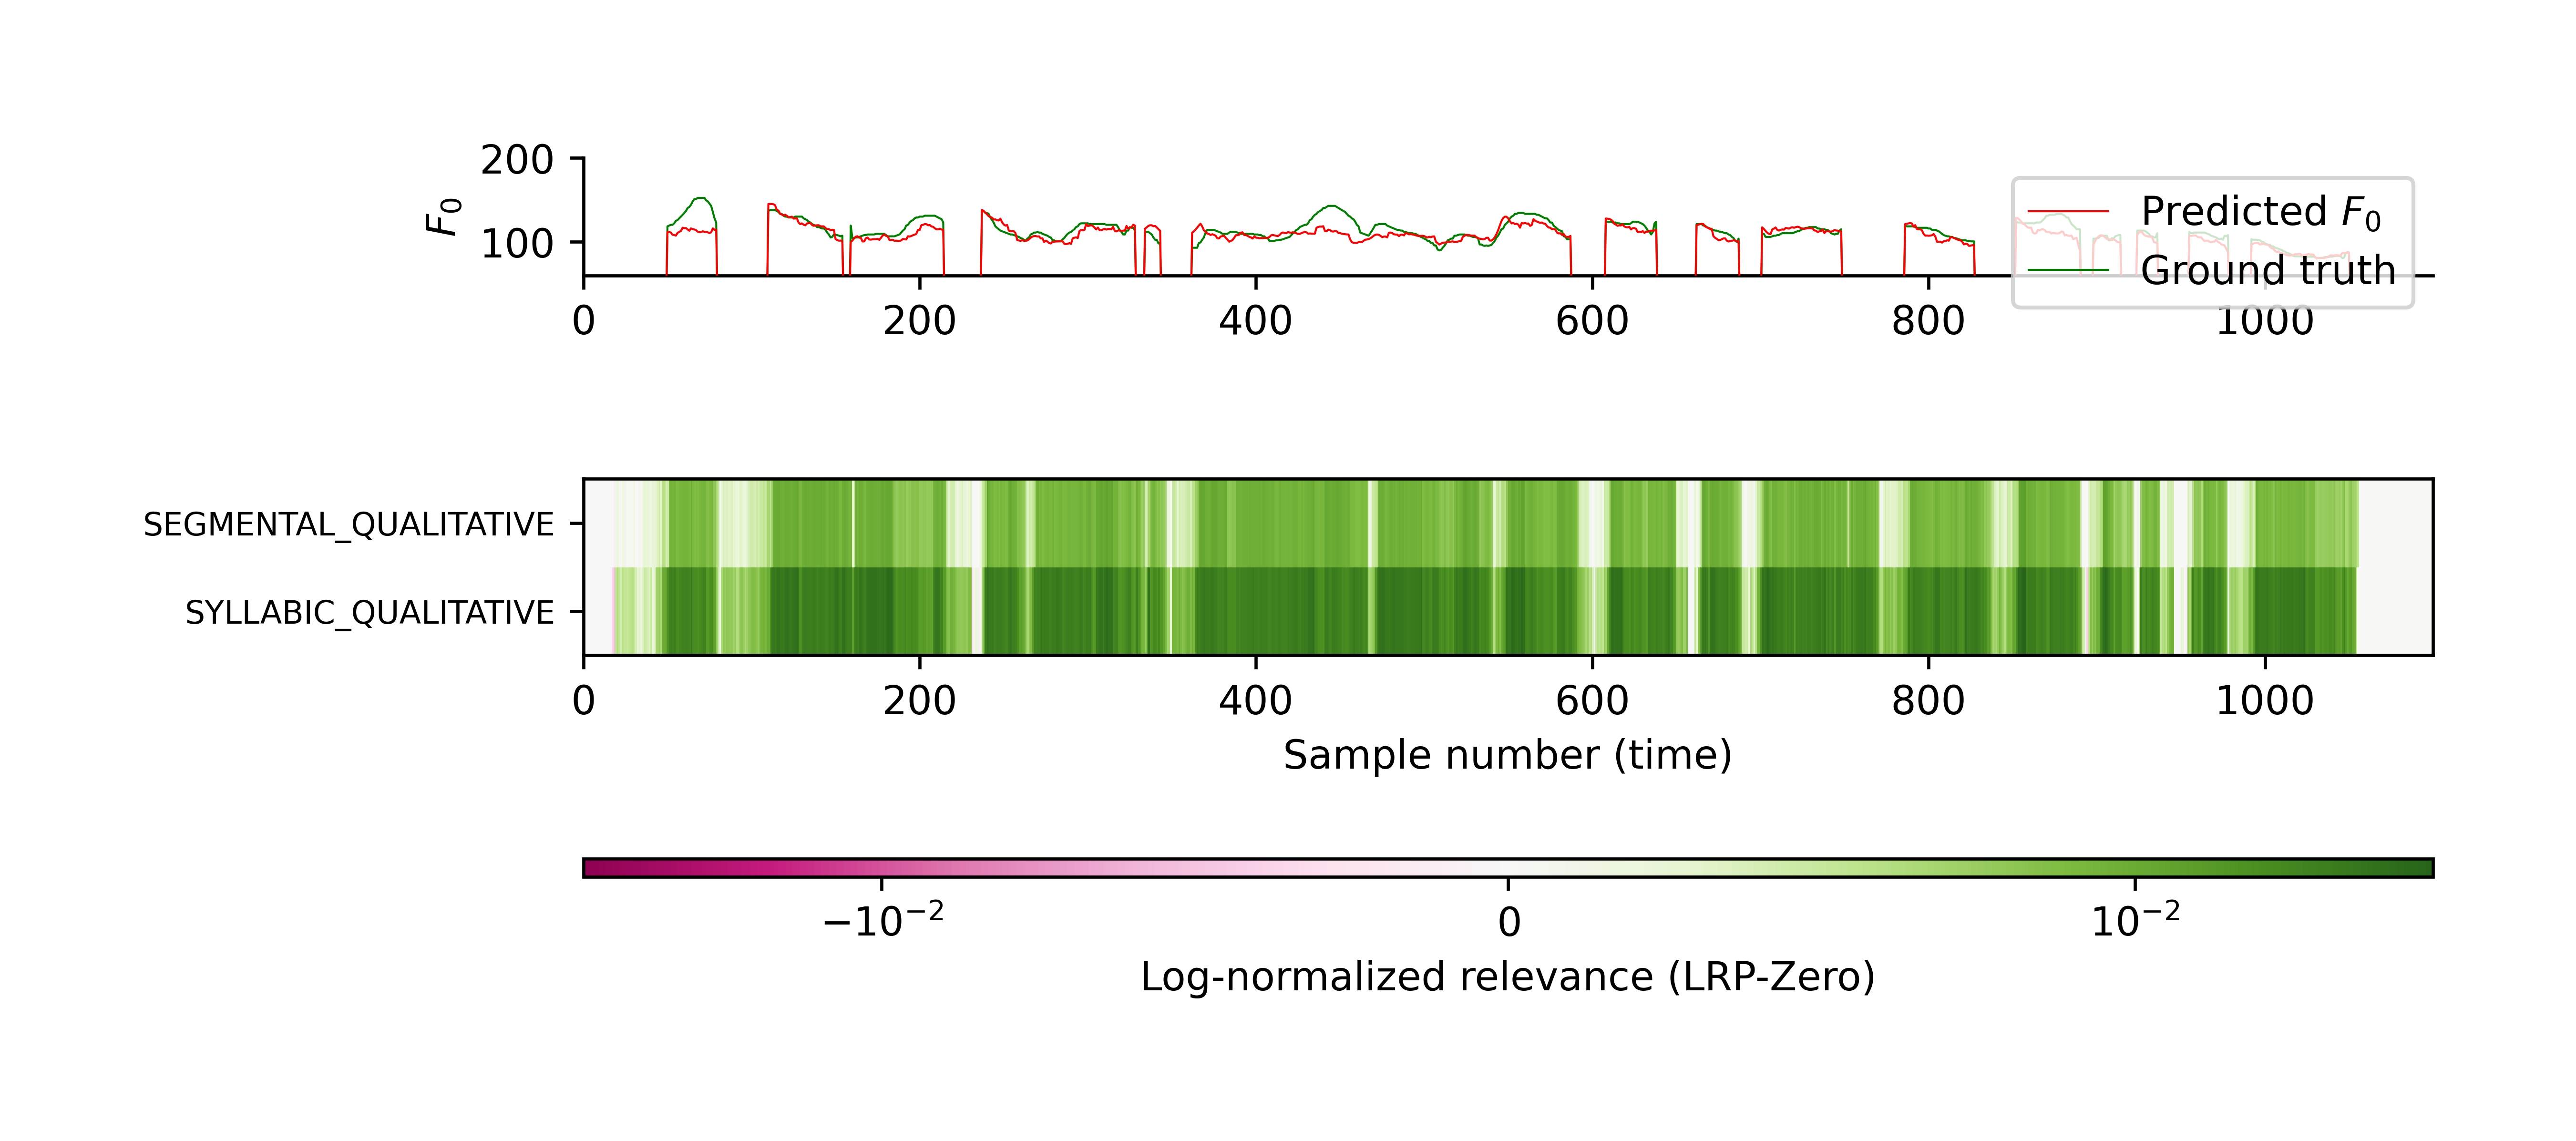 200
100
F₀
Predicted F₀
Ground truth
0 200 400 600 800 1000
SEGMENTAL_QUALITATIVE
SYLLABIC_QUALITATIVE
0 200 400 600 800 1000
Sample number (time)
−10⁻² 0 10⁻²
Log-normalized relevance (LRP-Zero)